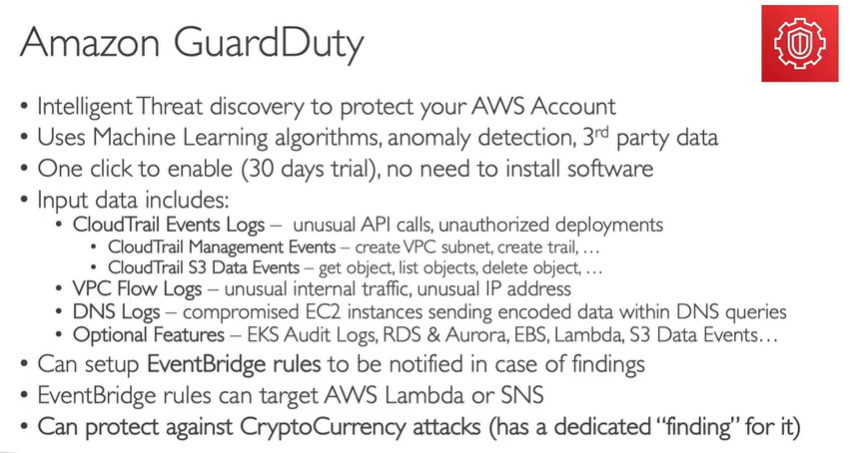 Amazon GuardDuty
• Intelligent Threat discovery to protect your AWS Account
• Uses Machine Learning algorithms, anomaly detection, 3rd party data
• One click to enable (30 days trial), no need to install software
• Input data includes:
• CloudTrail Events Logs – unusual API calls, unauthorized deployments
• CloudTrail Management Events – create VPC subnet, create trail, …
• CloudTrail S3 Data Events – get object, list objects, delete object, …
• VPC Flow Logs – unusual internal traffic, unusual IP address
• DNS Logs – compromised EC2 instances sending encoded data within DNS queries
• Optional Features – EKS Audit Logs, RDS & Aurora, EBS, Lambda, S3 Data Events…
• Can setup EventBridge rules to be notified in case of findings
• EventBridge rules can target AWS Lambda or SNS
• Can protect against CryptoCurrency attacks (has a dedicated “finding” for it)